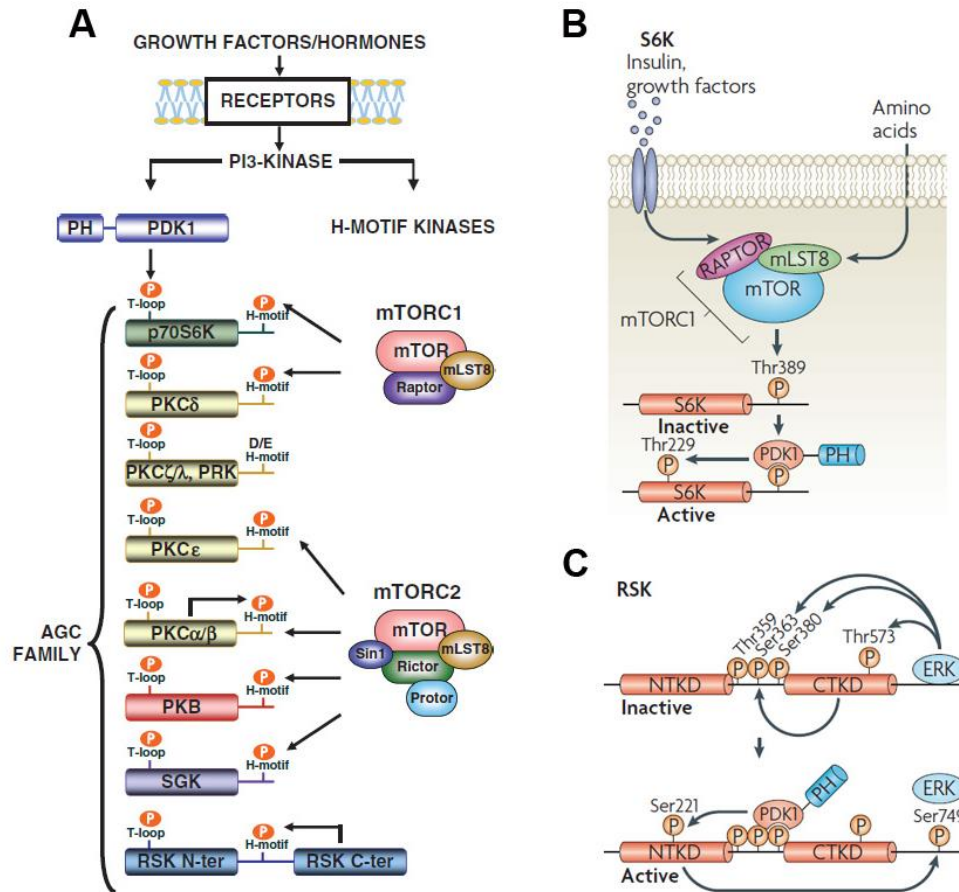 A
GROWTH FACTORS/HORMONES
RECEPTORS
PI3-KINASE
PH
PDK1
H-MOTIF KINASES
P
T-loop
P
H-motif
p70S6K
mTORC1
mTOR
mLST8
Raptor
P
T-loop
P
H-motif
PKCδ
T-loop
P
D/E
H-motif
PKCζ/λ, PRK
P
T-loop
P
H-motif
PKCε
mTORC2
mTOR
Sin1
mLST8
Rictor
Protor
P
T-loop
P
H-motif
PKCα/β
AGC
FAMILY
P
T-loop
P
H-motif
PKB
P
T-loop
P
H-motif
SGK
P
T-loop
P
H-motif
RSK N-ter
RSK C-ter
B
S6K
Insulin,
growth factors
Amino
acids
RAPTOR
mLST8
mTOR
mTORC1
Thr389
P
S6K
Inactive
Thr229
P
PDK1
PH
P
S6K
Active
C
RSK
Thr359
Ser363
Ser380
Thr573
P
P
P
P
ERK
NTKD
CTKD
Inactive
PH
Ser221
PDK1
ERK
P
P
P
P
P
Ser749
P
NTKD
CTKD
Active